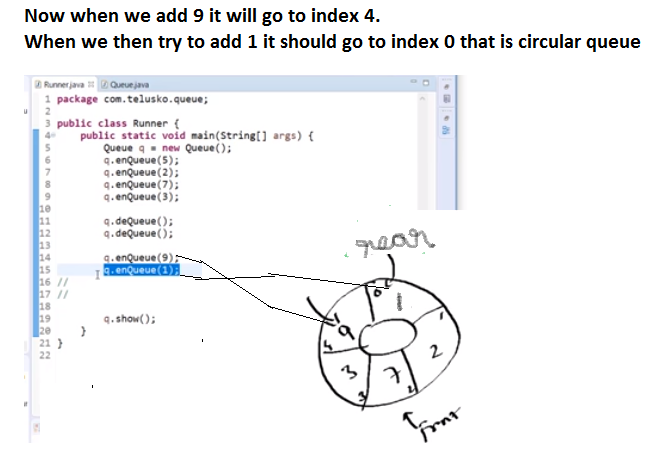 Now when we add 9 it will go to index 4.
When we then try to add 1 it should go to index 0 that is circular queue
Runner.java Queue.java
1 package com.telusko.queue;
2
3 public class Runner {
4 public static void main(String[] args) {
5 Queue q = new Queue();
6 q.enQueue(5);
7 q.enQueue(2);
8 q.enQueue(7);
9 q.enQueue(3);
10
11 q.deQueue();
12 q.deQueue();
13
14 q.enQueue(9);
15 q.enQueue(1);
16 //
17 //
18
19 q.show();
20 }
21 }
22
rear
0 1
9 1
4 2
3 7
3 2
front